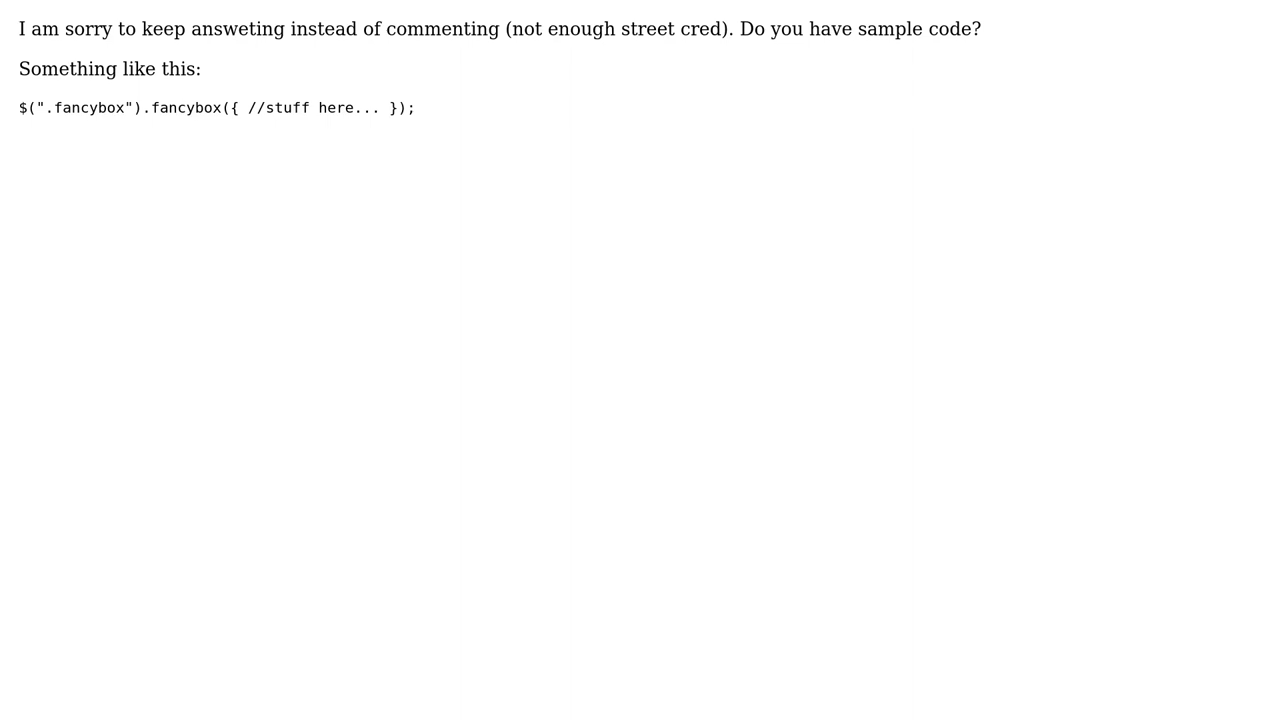 I am sorry to keep answeting instead of commenting (not enough street cred). Do you have sample code?
Something like this:
$(".fancybox").fancybox({ //stuff here... });